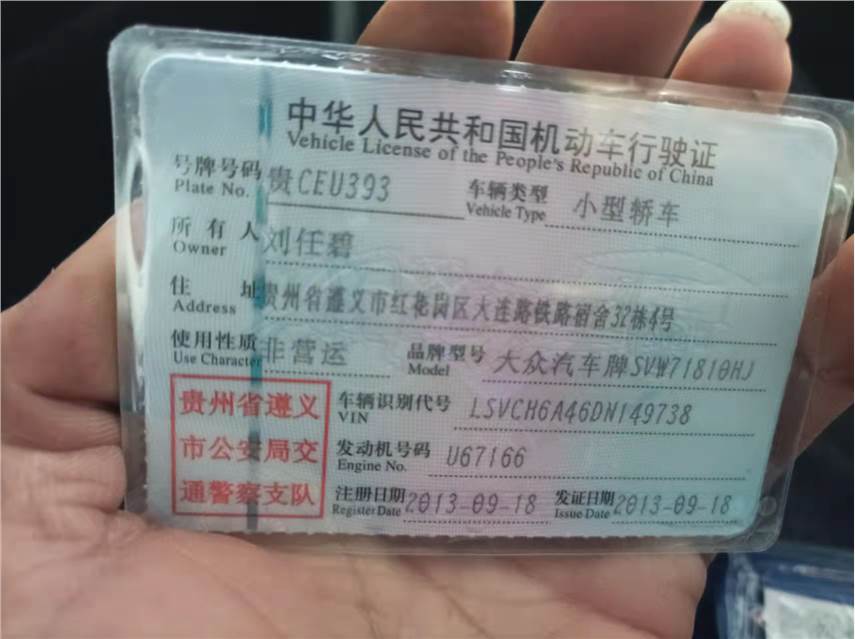 中华人民共和国机动车行驶证
Vehicle License of the People's Republic of China
号牌号码 贵CEU393 车辆类型 小型轿车
Plate No. Vehicle Type
所有人 刘任碧
Owner
住址 贵州省遵义市红花岗区大连路铁路宿舍32栋4号
Address
使用性质 非营运 品牌型号 大众汽车牌SVW71810HJ
Use Character Model
贵州省遵义
市公安局交
通警察支队
车辆识别代号 LSVCH6A46DN149738
VIN
发动机号码 U67166
Engine No.
注册日期 2013-09-18 发证日期 2013-09-18
Register Date Issue Date